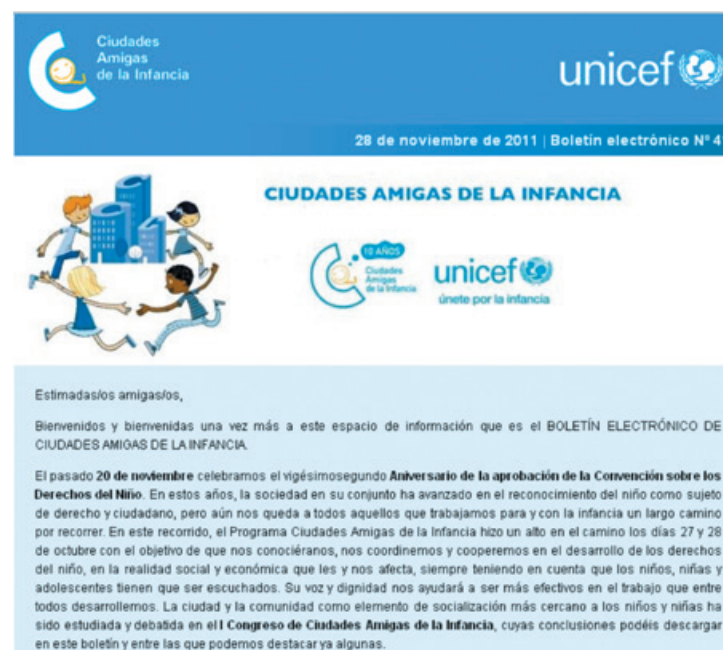 Ciudades
Amigas
de la Infancia
unicef
28 de noviembre de 2011 | Boletín electrónico Nº 4
CIUDADES AMIGAS DE LA INFANCIA
10 AÑOS
Ciudades
Amigas
de la Infancia
unicef
únete por la infancia
Estimadas/os amigas/os,
Bienvenidos y bienvenidas una vez más a este espacio de información que es el BOLETÍN ELECTRÓNICO DE
CIUDADES AMIGAS DE LA INFANCIA.
El pasado 20 de noviembre celebramos el vigésimosegundo Aniversario de la aprobación de la Convención sobre los
Derechos del Niño. En estos años, la sociedad en su conjunto ha avanzado en el reconocimiento del niño como sujeto
de derecho y ciudadano, pero aún nos queda a todos aquellos que trabajamos para y con la infancia un largo camino
por recorrer. En este recorrido, el Programa Ciudades Amigas de la Infancia hizo un alto en el camino los días 27 y 28
de octubre con el objetivo de que nos conociéranos, nos coordinemos y cooperemos en el desarrollo de los derechos
del niño, en la realidad social y económica que les y nos afecta, siempre teniendo en cuenta que los niños, niñas y
adolescentes tienen que ser escuchados. Su voz y dignidad nos ayudará a ser más efectivos en el trabajo que entre
todos desarrollemos. La ciudad y la comunidad como elemento de socialización más cercano a los niños y niñas ha
sido estudiada y debatida en el I Congreso de Ciudades Amigas de la Infancia, cuyas conclusiones podéis descargar
en este boletín y entre las que podemos destacar ya algunas.